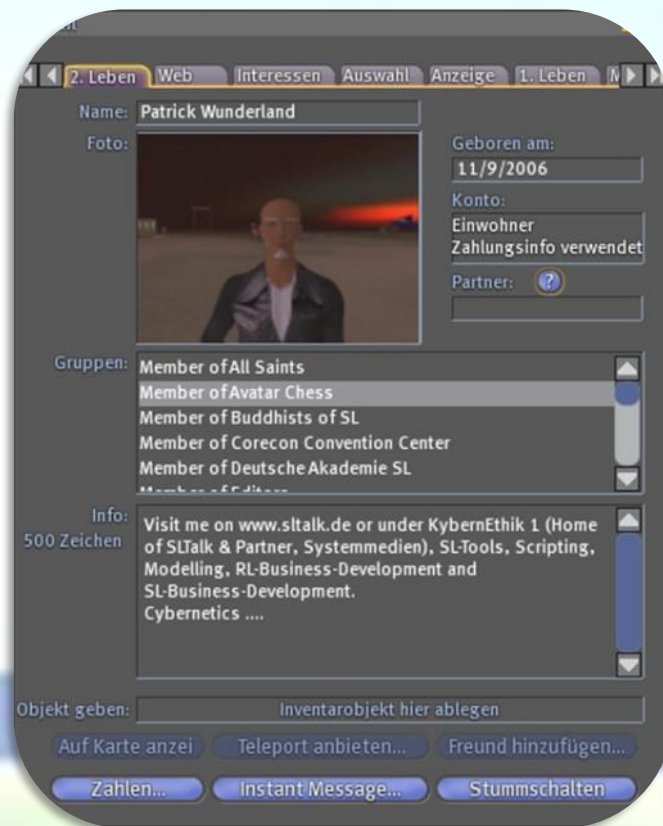 2. Leben Web Interessen Auswahl Anzeige 1. Leben
Name: Patrick Wunderland
Foto:
Geboren am:
11/9/2006
Konto:
Einwohner
Zahlungsinfo verwendet
Partner: ?
Gruppen:
Member of All Saints
Member of Avatar Chess
Member of Buddhists of SL
Member of Corecon Convention Center
Member of Deutsche Akademie SL
Info:
500 Zeichen
Visit me on www.sltalk.de or under KybernEthik 1 (Home
of SLTalk & Partner, Systemmedien), SL-Tools, Scripting,
Modelling, RL-Business-Development and
SL-Business-Development.
Cybernetics ....
Objekt geben: Inventarobjekt hier ablegen
Auf Karte anzei Teleport anbieten... Freund hinzufügen...
Zahlen... Instant Message... Stummschalten